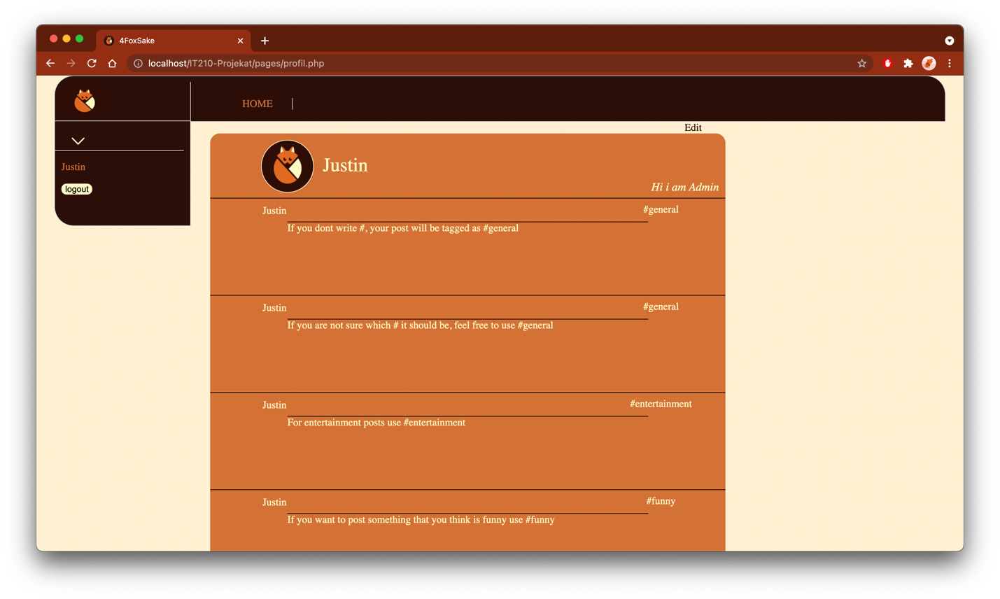 4FoxSake
localhost/IT210-Projekat/pages/profil.php
HOME
Edit
Justin
logout
Justin
Hi i am Admin
Justin #general
If you dont write #, your post will be tagged as #general
Justin #general
If you are not sure which # it should be, feel free to use #general
Justin #entertainment
For entertainment posts use #entertainment
Justin #funny
If you want to post something that you think is funny use #funny